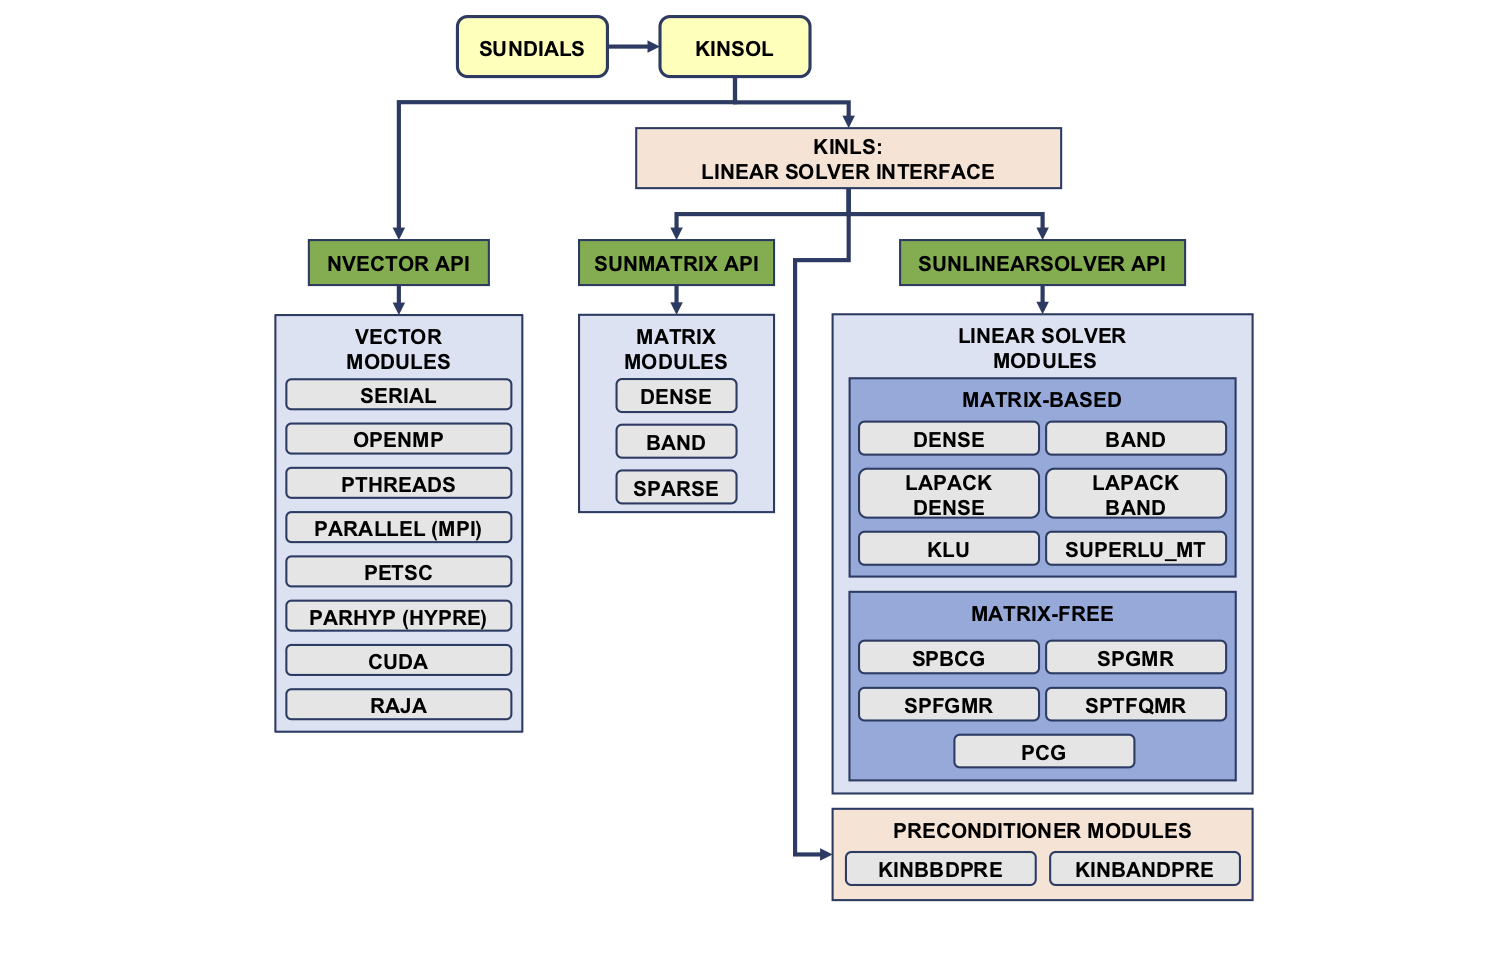 SUNDIALS
KINSOL
KINLS:
LINEAR SOLVER INTERFACE
NVECTOR API
SUNMATRIX API
SUNLINEARSOLVER API
VECTOR
MODULES
SERIAL
OPENMP
PTHREADS
PARALLEL (MPI)
PETSC
PARHYP (HYPRE)
CUDA
RAJA
MATRIX
MODULES
DENSE
BAND
SPARSE
LINEAR SOLVER
MODULES
MATRIX-BASED
DENSE
BAND
LAPACK
DENSE
LAPACK
BAND
KLU
SUPERLU_MT
MATRIX-FREE
SPBCG
SPGMR
SPFGMR
SPTFQMR
PCG
PRECONDITIONER MODULES
KINBBDPRE
KINBANDPRE